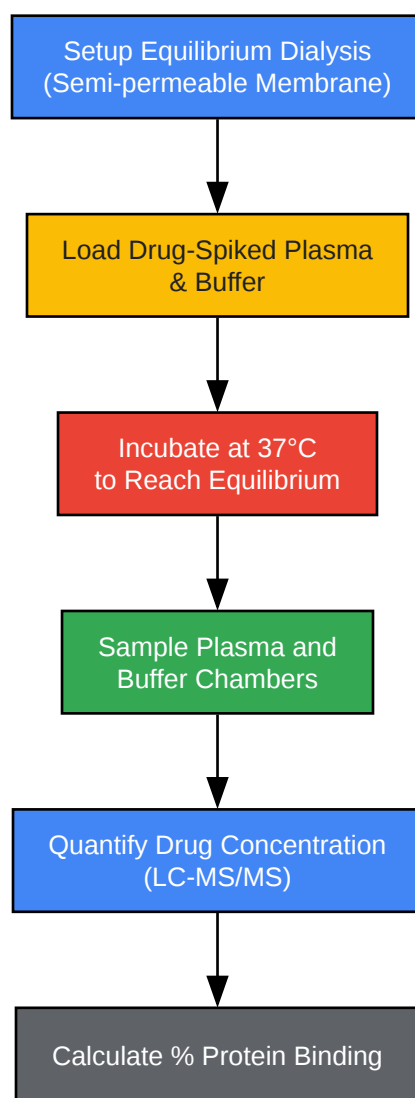 Setup Equilibrium Dialysis
(Semi-permeable Membrane)
Load Drug-Spiked Plasma
& Buffer
Incubate at 37°C
to Reach Equilibrium
Sample Plasma and
Buffer Chambers
Quantify Drug Concentration
(LC-MS/MS)
Calculate % Protein Binding